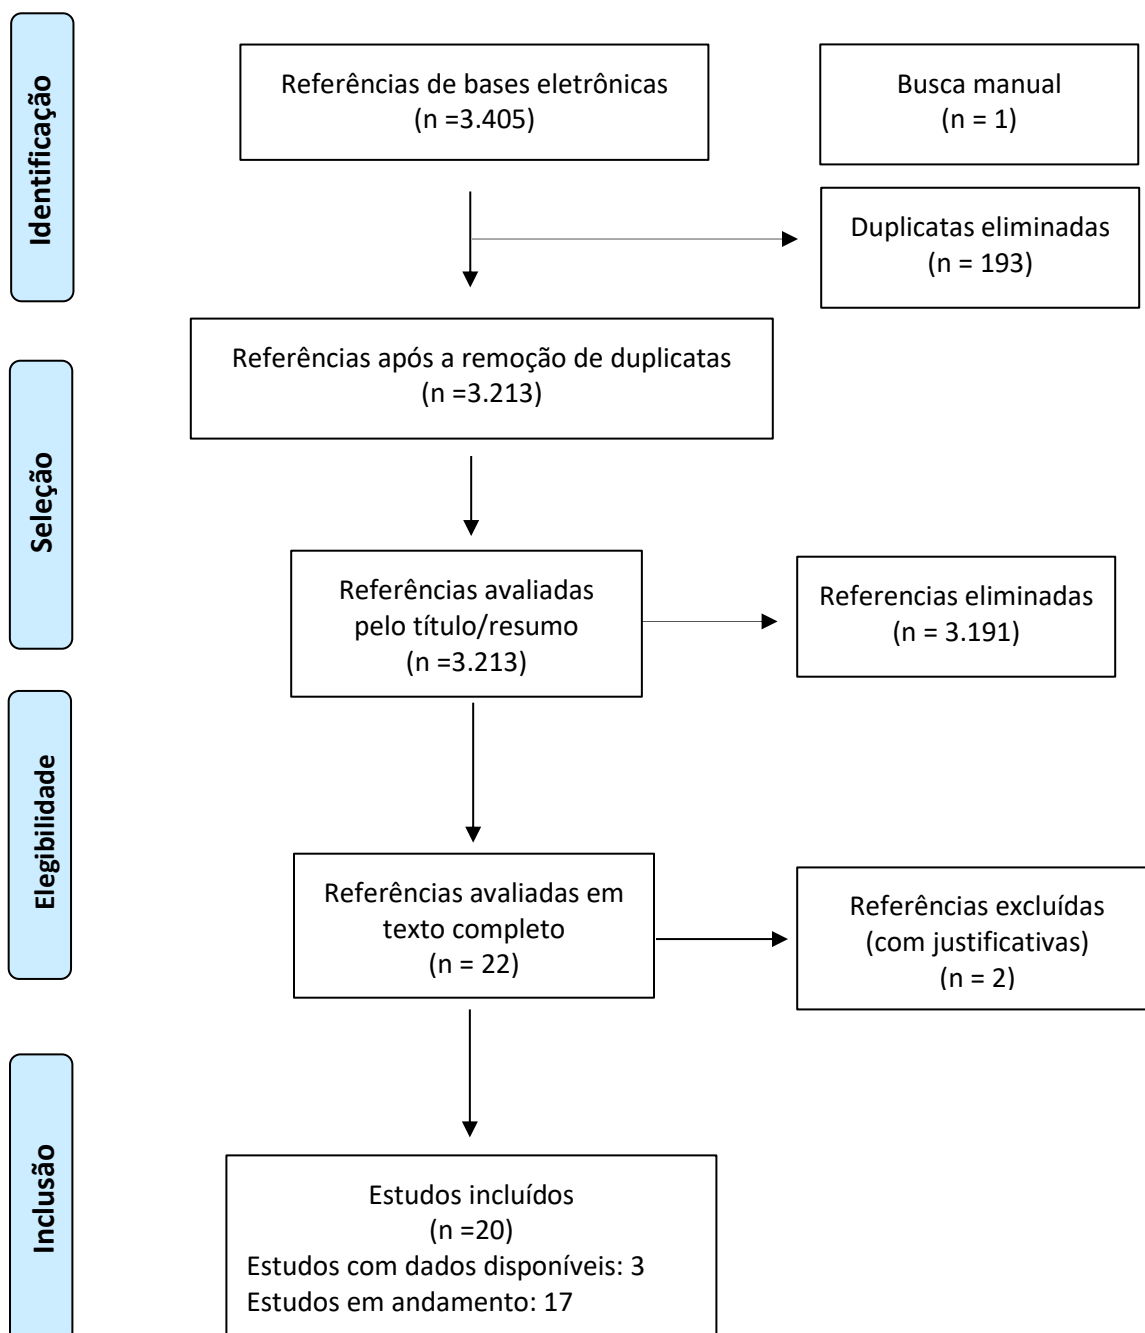 Identificação
Referências de bases eletrônicas
(n =3.405)
Busca manual
(n = 1)
Duplicatas eliminadas
(n = 193)
Referências após a remoção de duplicatas
(n =3.213)
Seleção
Referências avaliadas
pelo título/resumo
(n =3.213)
Referencias eliminadas
(n = 3.191)
Elegibilidade
Referências avaliadas em
texto completo
(n = 22)
Referências excluídas
(com justificativas)
(n = 2)
Inclusão
Estudos incluídos
(n =20)
Estudos com dados disponíveis: 3
Estudos em andamento: 17